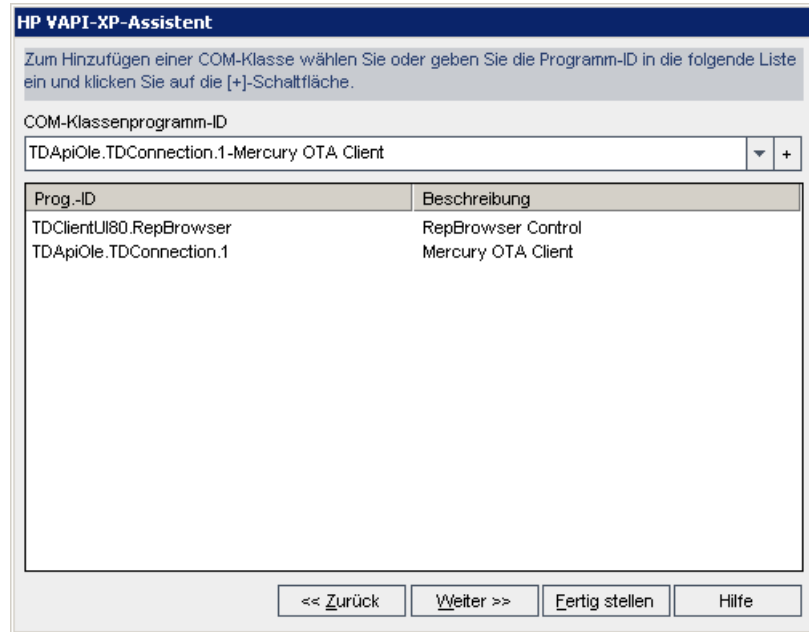 HP VAPI-XP-Assistent
Zum Hinzufügen einer COM-Klasse wählen Sie oder geben Sie die Programm-ID in die folgende Liste
ein und klicken Sie auf die [+]-Schaltfläche.
COM-Klassenprogramm-ID
TDApiOle.TDConnection.1-Mercury OTA Client +
Prog.-ID Beschreibung
TDClientUI80.RepBrowser RepBrowser Control
TDApiOle.TDConnection.1 Mercury OTA Client
<< Zurück Weiter >> Fertig stellen Hilfe